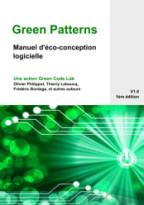 Green Patterns
Manuel d'éco-conception
logicielle
Une action Green Code Lab
Olivier Philippot, Thierry Leboucq,
Frédéric Bordage, et autres auteurs
V1.0
1ère édition